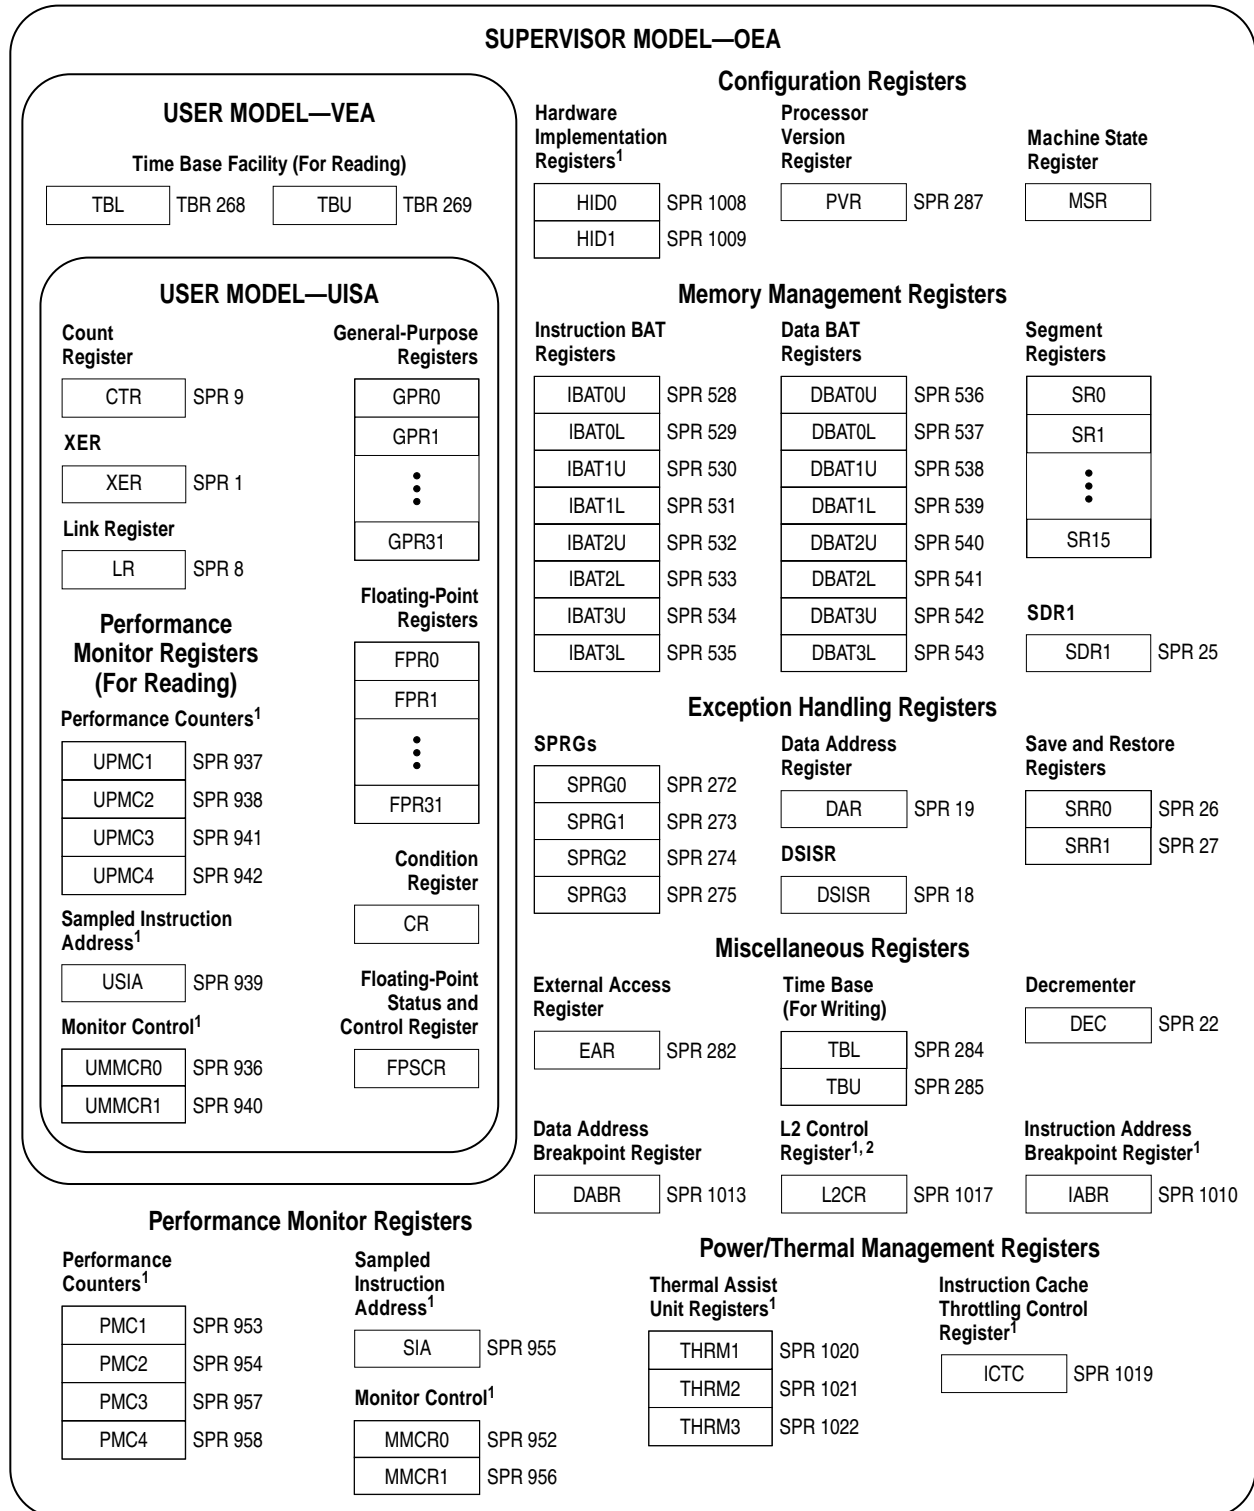 SUPERVISOR MODEL—OEA
USER MODEL—VEA
Time Base Facility (For Reading)
TBL TBR 268 TBU TBR 269
USER MODEL—UISA
Count
Register
CTR SPR 9
XER
XER SPR 1
Link Register
LR SPR 8
Performance
Monitor Registers
(For Reading)
Performance Counters1
UPMC1 SPR 937
UPMC2 SPR 938
UPMC3 SPR 941
UPMC4 SPR 942
Sampled Instruction
Address1
USIA SPR 939
Monitor Control1
UMMCR0 SPR 936
UMMCR1 SPR 940
General-Purpose
Registers
GPR0
GPR1
GPR31
Floating-Point
Registers
FPR0
FPR1
FPR31
Condition
Register
CR
Floating-Point
Status and
Control Register
FPSCR
Configuration Registers
Hardware
Implementation
Registers1
HID0 SPR 1008
HID1 SPR 1009
Processor
Version
Register
PVR SPR 287
Machine State
Register
MSR
Memory Management Registers
Instruction BAT
Registers
IBAT0U SPR 528
IBAT0L SPR 529
IBAT1U SPR 530
IBAT1L SPR 531
IBAT2U SPR 532
IBAT2L SPR 533
IBAT3U SPR 534
IBAT3L SPR 535
Data BAT
Registers
DBAT0U SPR 536
DBAT0L SPR 537
DBAT1U SPR 538
DBAT1L SPR 539
DBAT2U SPR 540
DBAT2L SPR 541
DBAT3U SPR 542
DBAT3L SPR 543
Segment
Registers
SR0
SR1
SR15
SDR1
SDR1 SPR 25
Exception Handling Registers
SPRGs
SPRG0 SPR 272
SPRG1 SPR 273
SPRG2 SPR 274
SPRG3 SPR 275
Data Address
Register
DAR SPR 19
DSISR
DSISR SPR 18
Save and Restore
Registers
SRR0 SPR 26
SRR1 SPR 27
Miscellaneous Registers
External Access
Register
EAR SPR 282
Time Base
(For Writing)
TBL SPR 284
TBU SPR 285
Decrementer
DEC SPR 22
Data Address
Breakpoint Register
DABR SPR 1013
L2 Control
Register1, 2
L2CR SPR 1017
Instruction Address
Breakpoint Register1
IABR SPR 1010
Performance Monitor Registers
Performance
Counters1
PMC1 SPR 953
PMC2 SPR 954
PMC3 SPR 957
PMC4 SPR 958
Sampled
Instruction
Address1
SIA SPR 955
Monitor Control1
MMCR0 SPR 952
MMCR1 SPR 956
Power/Thermal Management Registers
Thermal Assist
Unit Registers1
THRM1 SPR 1020
THRM2 SPR 1021
THRM3 SPR 1022
Instruction Cache
Throttling Control
Register1
ICTC SPR 1019